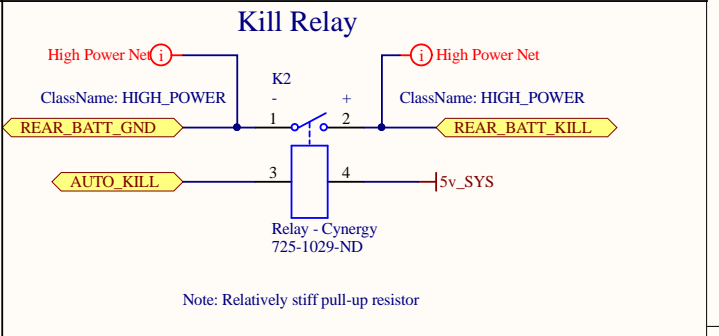 Kill Relay
High Power Net i
i High Power Net
K2
ClassName: HIGH_POWER
- +
ClassName: HIGH_POWER
REAR_BATT_GND
1 2
REAR_BATT_KILL
AUTO_KILL
3 4
5v_SYS
Relay - Cynergy
725-1029-ND
Note: Relatively stiff pull-up resistor